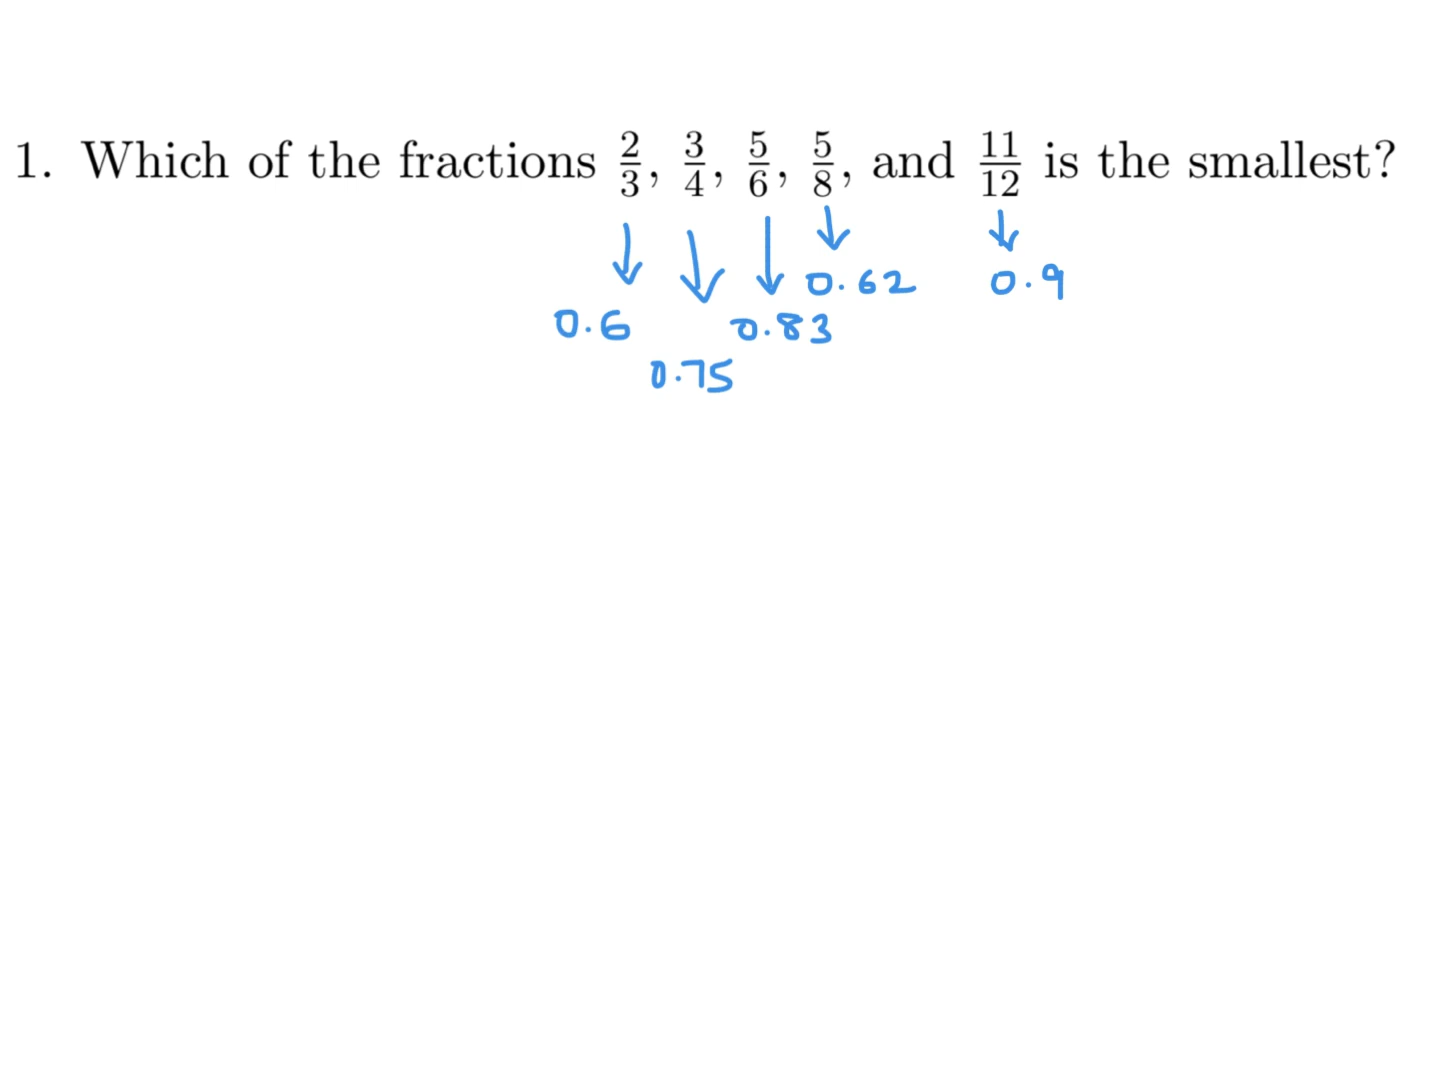 1. Which of the fractions 2/3, 3/4, 5/6, 5/8, and 11/12 is the smallest?
0.62 0.9
0.6 0.83
0.75